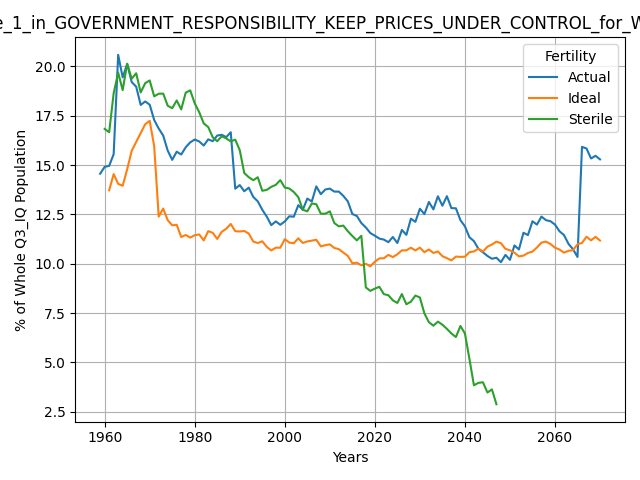 e_1_in_GOVERNMENT_RESPONSIBILITY_KEEP_PRICES_UNDER_CONTROL_for_W
Fertility
Actual
Ideal
Sterile
% of Whole Q3_IQ Population
20.0
17.5
15.0
12.5
10.0
7.5
5.0
2.5
1960
1980
2000
2020
2040
2060
Years